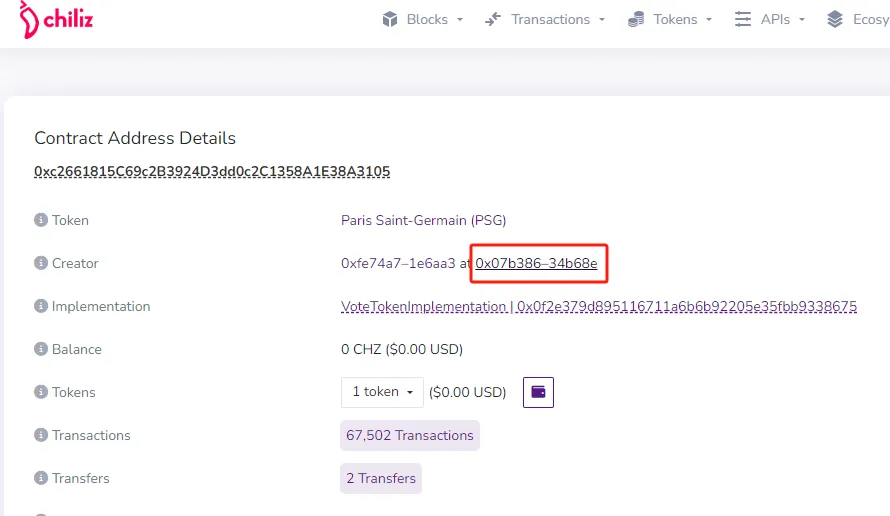 chiliz
Blocks Transactions Tokens APIs Ecosy
Contract Address Details
0xc2661815C69c2B3924D3dd0c2C1358A1E38A3105
Token Paris Saint-Germain (PSG)
Creator 0xfe74a7–1e6aa3 at 0x07b386–34b68e
Implementation VoteTokenImplementation | 0x0f2e379d895116711a6b6b92205e35fbb9338675
Balance 0 CHZ ($0.00 USD)
Tokens 1 token ($0.00 USD)
Transactions 67,502 Transactions
Transfers 2 Transfers